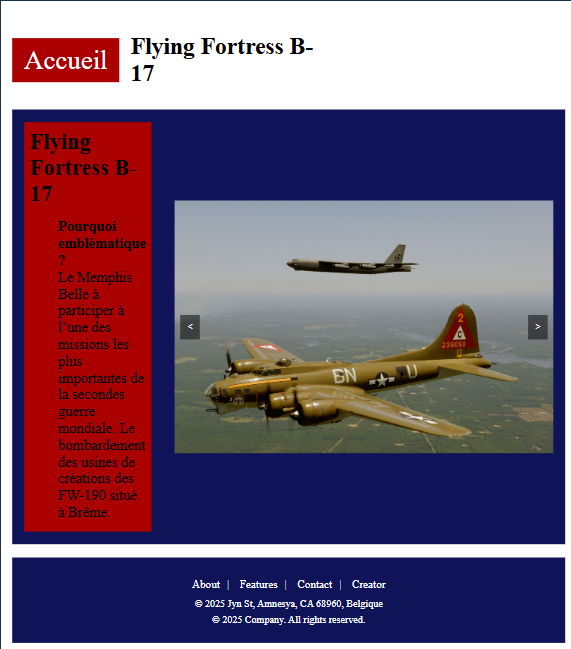 Accueil
Flying Fortress B-
17
Flying
Fortress B-
17
Pourquoi
emblématique
?
Le Memphis
Belle à
participer à
l'une des
missions les
plus
importantes de
la secondes
guerre
mondiale. Le
bombardement
des usines de
créations des
FW-190 situé
à Brême.
<
>
2
C
238050
U
BN U
About | Features | Contact | Creator
© 2025 Jyn St, Amnesya, CA 68960, Belgique
© 2025 Company. All rights reserved.